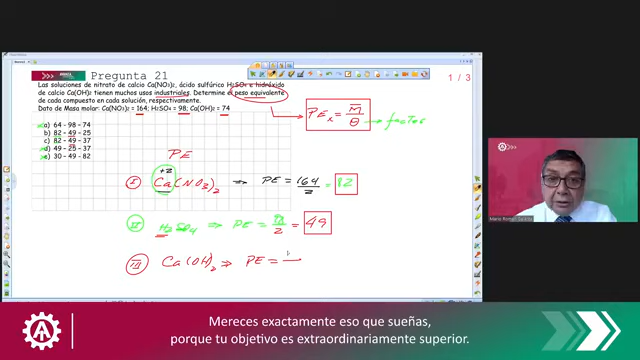 Pregunta 21
1 / 3
Las soluciones de nitrato de calcio Ca(NO₃)₂, ácido sulfúrico H₂SO₄ e hidróxido
de calcio Ca(OH)₂ tienen muchos usos industriales. Determine el peso equivalente
de cada compuesto en cada solución, respectivamente.
Dato de Masa molar: Ca(NO₃)₂ = 164; H₂SO₄ = 98; Ca(OH)₂ = 74
PEₓ = M̅/θ → factor
a) 64 - 98 - 74
b) 82 - 49 - 25
c) 82 - 49 - 37
d) 49 - 25 - 37
e) 30 - 49 - 82
PE
+2
I Ca(NO₃)₂ ⇒ PE = 164/2 = 82
II H₂SO₄ ⇒ PE = 98/2 = 49
III Ca(OH)₂ ⇒ PE =
Mereces exactamente eso que sueñas,
porque tu objetivo es extraordinariamente superior.